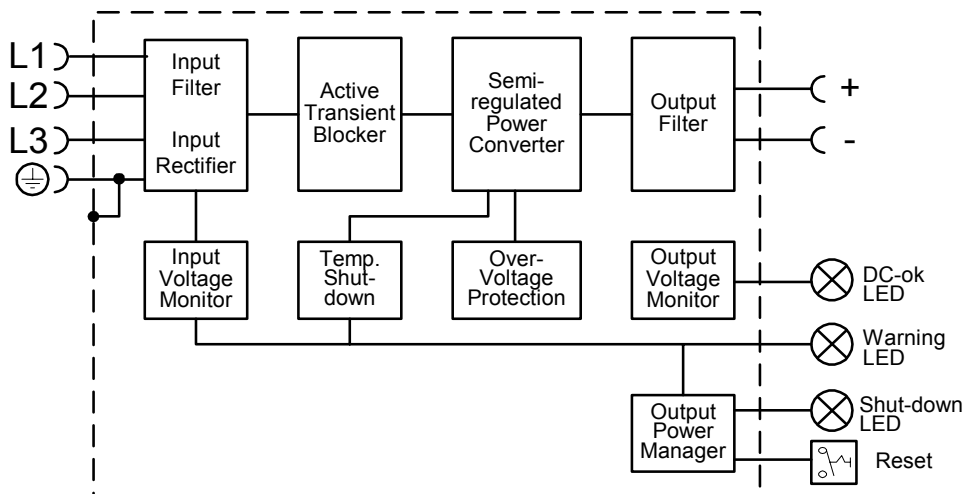 L1
L2
L3
Input
Filter
Input
Rectifier
Active
Transient
Blocker
Semi-
regulated
Power
Converter
Output
Filter
+
-
Input
Voltage
Monitor
Temp.
Shut-
down
Over-
Voltage
Protection
Output
Voltage
Monitor
DC-ok
LED
Warning
LED
Output
Power
Manager
Shut-down
LED
Reset